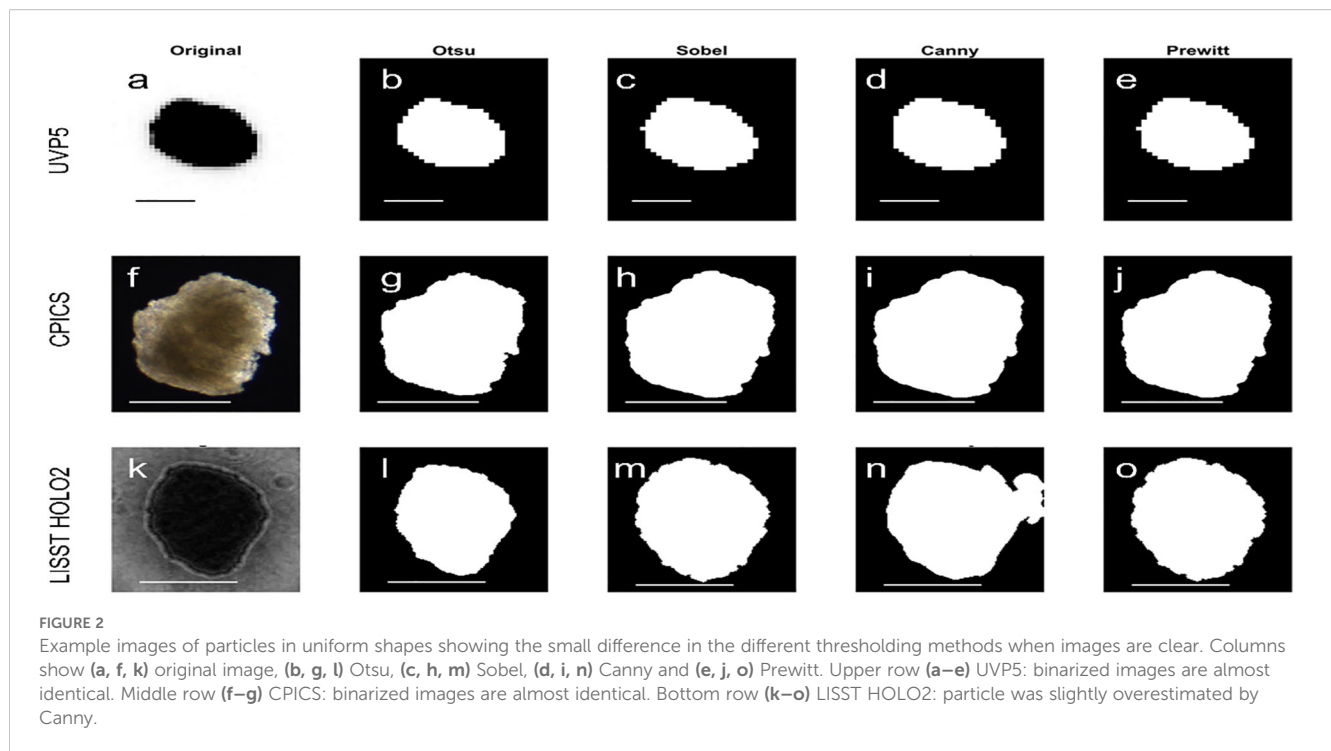 Original Otsu Sobel Canny Prewitt
UVP5
a b c d e
CPICS
f g h i j
LISST HOLO2
k l m n o
FIGURE 2
Example images of particles in uniform shapes showing the small difference in the different thresholding methods when images are clear. Columns
show (a, f, k) original image, (b, g, l) Otsu, (c, h, m) Sobel, (d, i, n) Canny and (e, j, o) Prewitt. Upper row (a–e) UVP5: binarized images are almost
identical. Middle row (f–g) CPICS: binarized images are almost identical. Bottom row (k–o) LISST HOLO2: particle was slightly overestimated by
Canny.